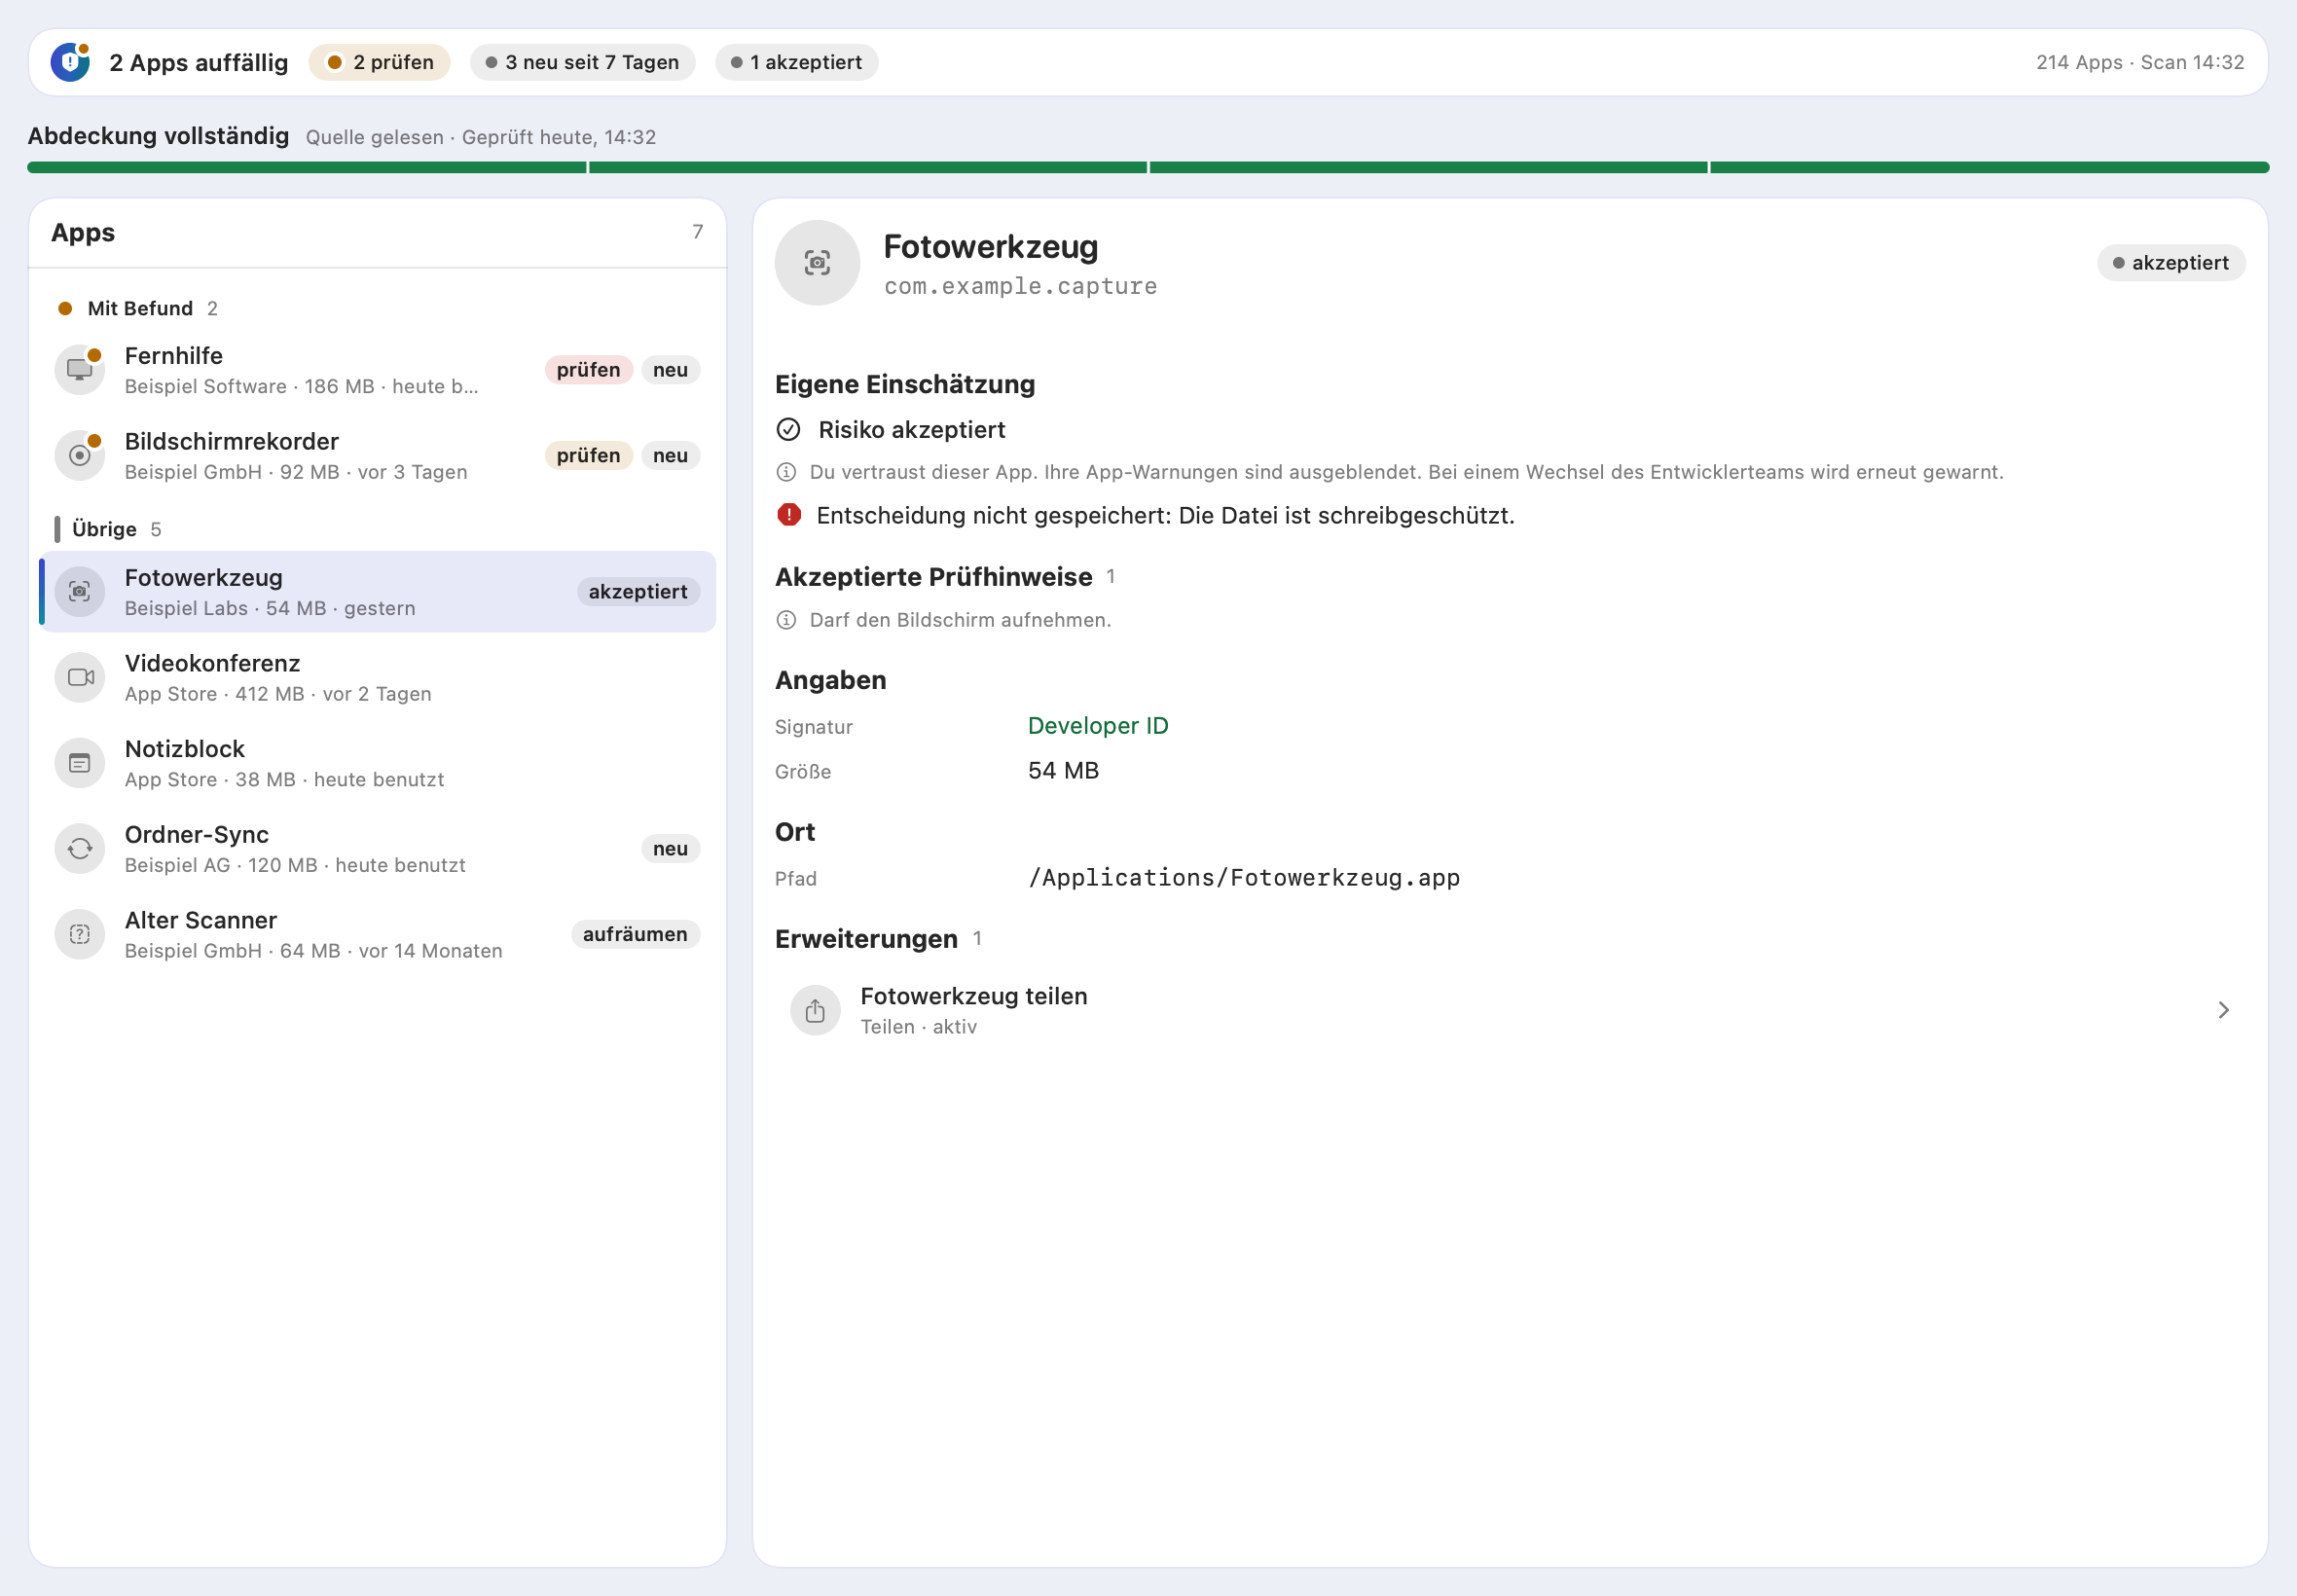 2 Apps auffällig
2 prüfen
3 neu seit 7 Tagen
1 akzeptiert
214 Apps · Scan 14:32
Abdeckung vollständig
Quelle gelesen · Geprüft heute, 14:32
Apps
7
Mit Befund 2
Fernhilfe
Beispiel Software · 186 MB · heute b...
prüfen
neu
Bildschirmrekorder
Beispiel GmbH · 92 MB · vor 3 Tagen
prüfen
neu
Übrige 5
Fotowerkzeug
Beispiel Labs · 54 MB · gestern
akzeptiert
Videokonferenz
App Store · 412 MB · vor 2 Tagen
Notizblock
App Store · 38 MB · heute benutzt
Ordner-Sync
Beispiel AG · 120 MB · heute benutzt
neu
Alter Scanner
Beispiel GmbH · 64 MB · vor 14 Monaten
aufräumen
Fotowerkzeug
com.example.capture
akzeptiert
Eigene Einschätzung
Risiko akzeptiert
Du vertraust dieser App. Ihre App-Warnungen sind ausgeblendet. Bei einem Wechsel des Entwicklerteams wird erneut gewarnt.
Entscheidung nicht gespeichert: Die Datei ist schreibgeschützt.
Akzeptierte Prüfhinweise 1
Darf den Bildschirm aufnehmen.
Angaben
Signatur
Developer ID
Größe
54 MB
Ort
Pfad
/Applications/Fotowerkzeug.app
Erweiterungen 1
Fotowerkzeug teilen
Teilen · aktiv